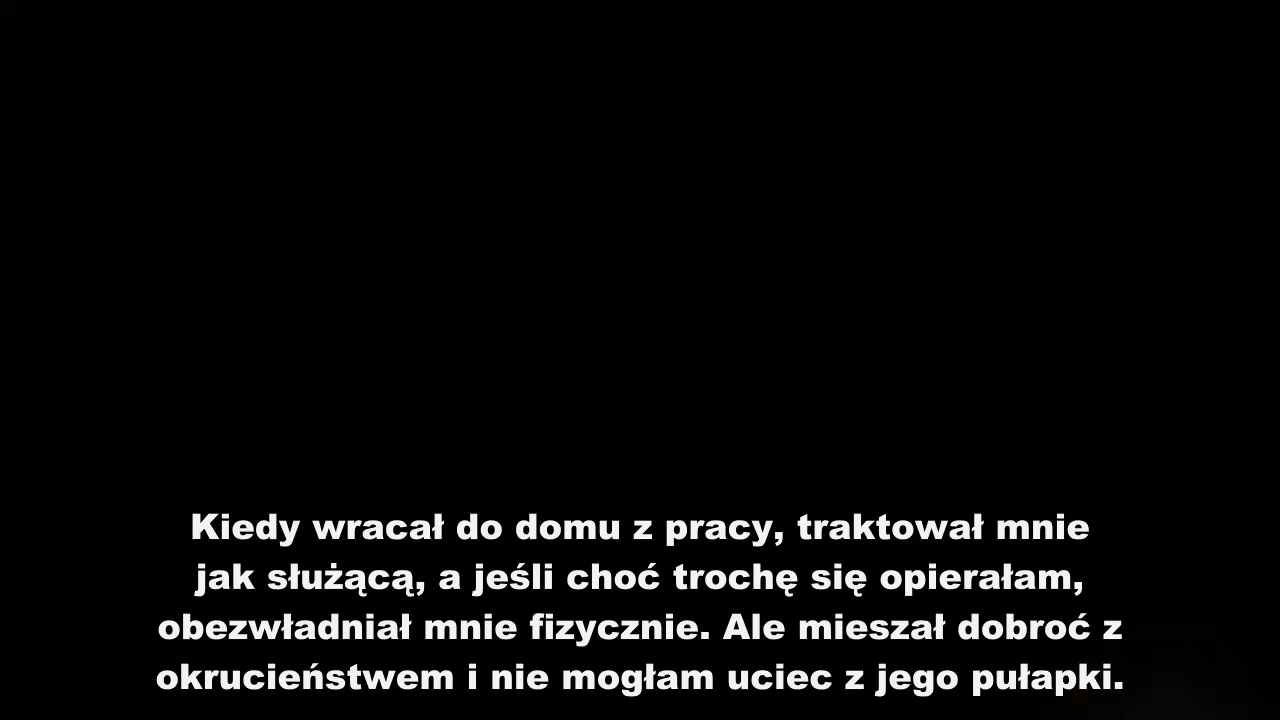 Kiedy wracał do domu z pracy, traktował mnie
jak służącą, a jeśli choć trochę się opierałam,
obezwładniał mnie fizycznie. Ale mieszał dobroć z
okrucieństwem i nie mogłam uciec z jego pułapki.